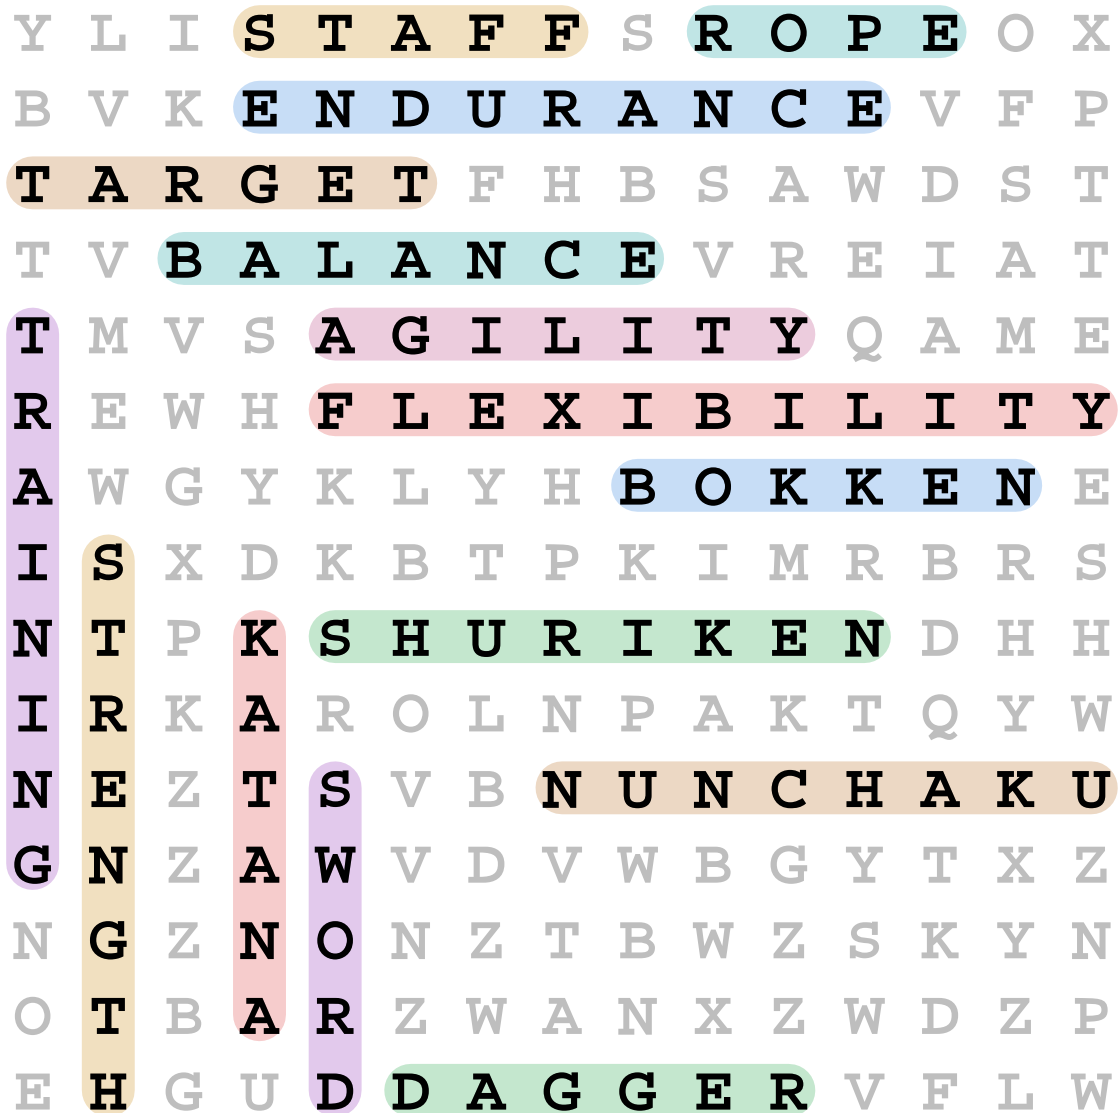 Y L I S T A F F S R O P E O X
B V K E N D U R A N C E V F P
T A R G E T F H B S A W D S T
T V B A L A N C E V R E I A T
T M V S A G I L I T Y Q A M E
R E W H F L E X I B I L I T Y
A W G Y K L Y H B O K K E N E
I S X D K B T P K I M R B R S
N T P K S H U R I K E N D H H
I R K A R O L N P A K T Q Y W
N E Z T S V B N U N C H A K U
G N Z A W V D V W B G Y T X Z
N G Z N O N Z T B W Z S K Y N
O T B A R Z W A N X Z W D Z P
E H G U D D A G G E R V F L W